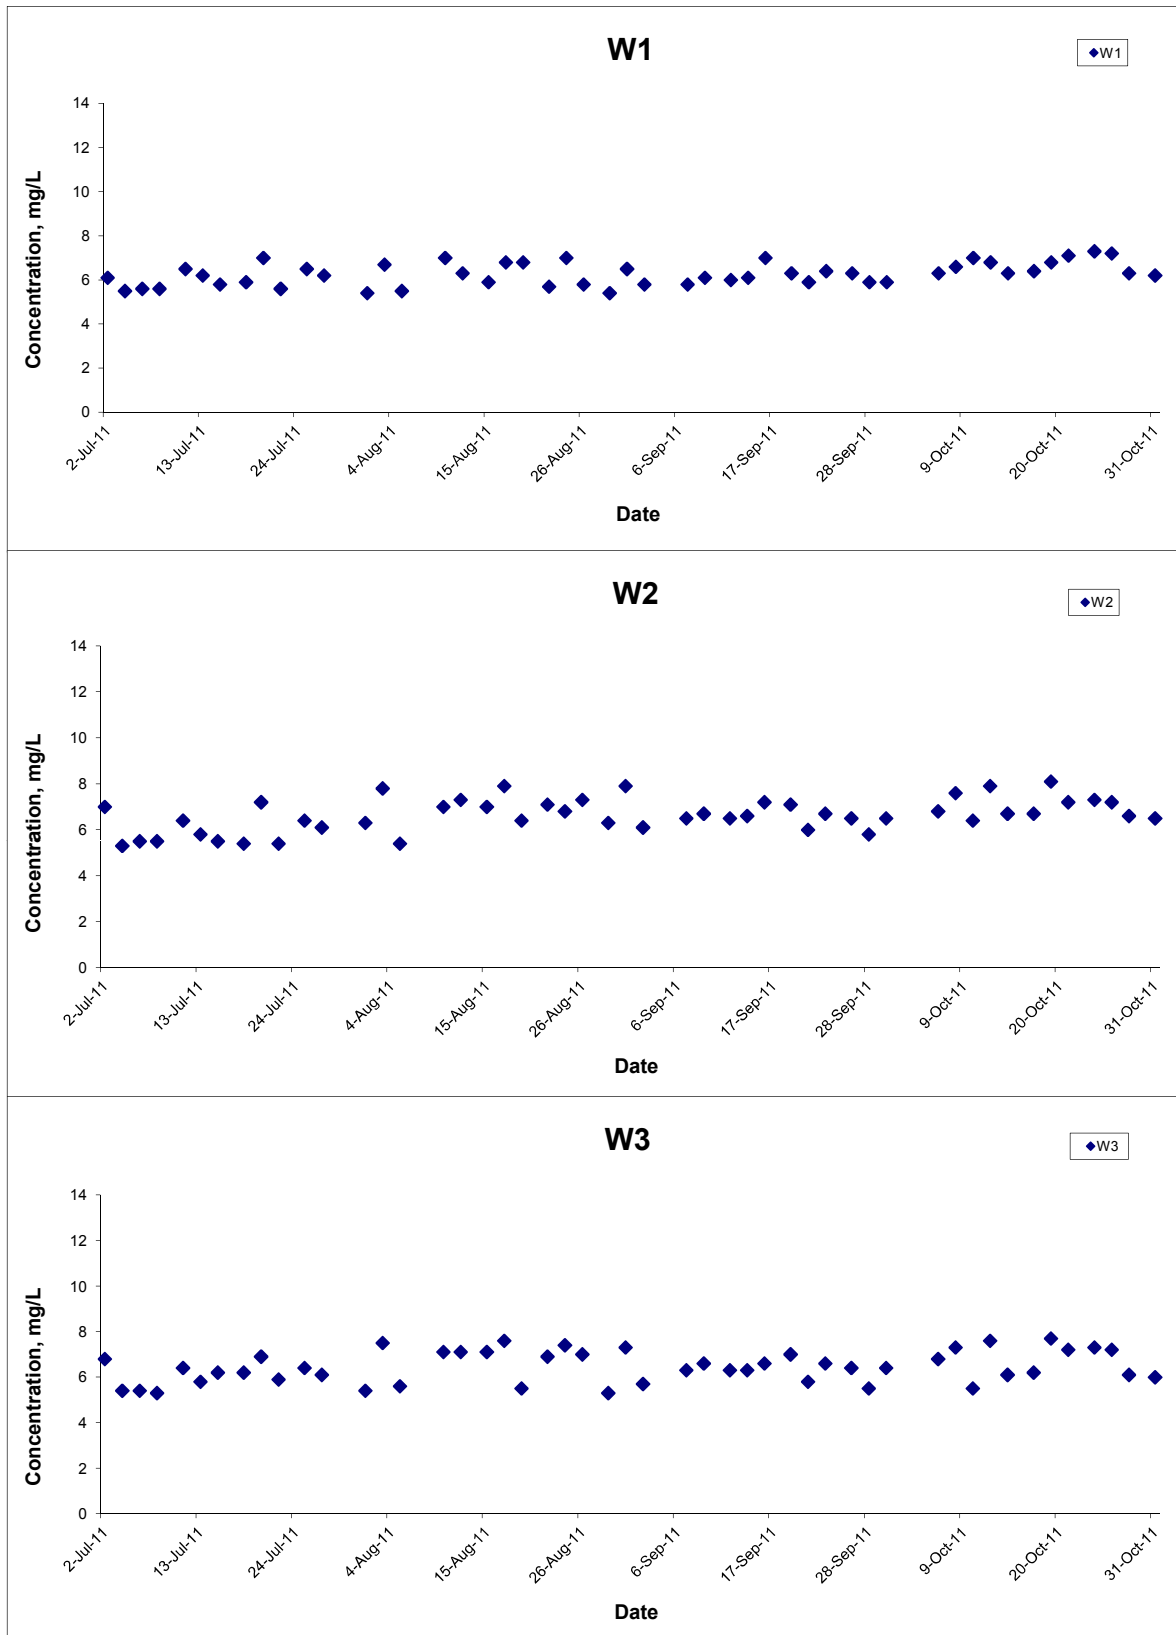 W1
W1
14
12
10
8
6
4
2
0
Concentration, mg/L
2-Jul-11
13-Jul-11
24-Jul-11
4-Aug-11
15-Aug-11
26-Aug-11
6-Sep-11
17-Sep-11
28-Sep-11
9-Oct-11
20-Oct-11
31-Oct-11
Date
W2
W2
14
12
10
8
6
4
2
0
Concentration, mg/L
2-Jul-11
13-Jul-11
24-Jul-11
4-Aug-11
15-Aug-11
26-Aug-11
6-Sep-11
17-Sep-11
28-Sep-11
9-Oct-11
20-Oct-11
31-Oct-11
Date
W3
W3
14
12
10
8
6
4
2
0
Concentration, mg/L
2-Jul-11
13-Jul-11
24-Jul-11
4-Aug-11
15-Aug-11
26-Aug-11
6-Sep-11
17-Sep-11
28-Sep-11
9-Oct-11
20-Oct-11
31-Oct-11
Date